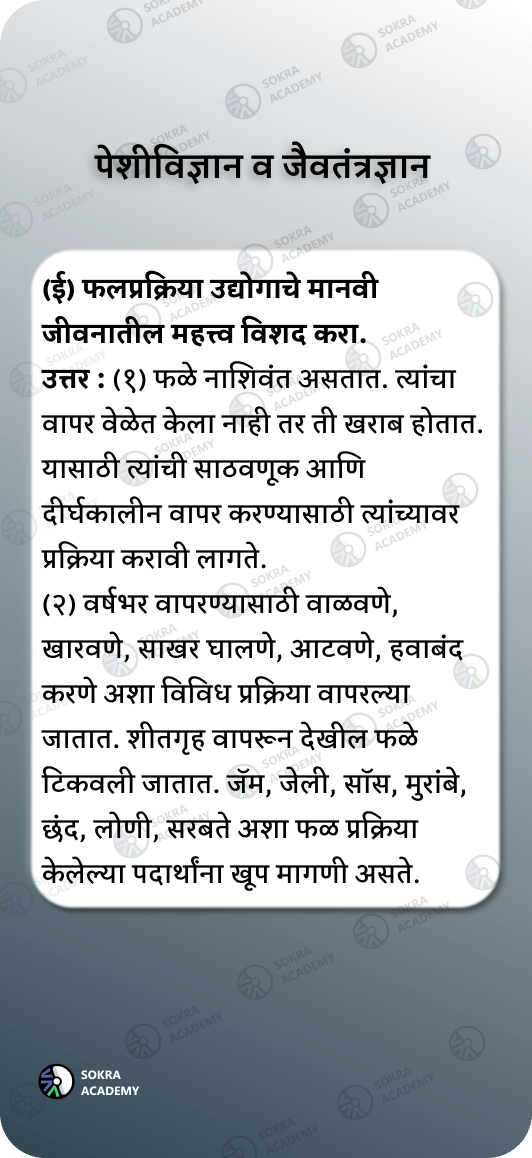 पेशीविज्ञान व जैवतंत्रज्ञान
(ई) फलप्रक्रिया उद्योगाचे मानवी
जीवनातील महत्त्व विशद करा.
उत्तर : (१) फळे नाशिवंत असतात. त्यांचा
वापर वेळेत केला नाही तर ती खराब होतात.
यासाठी त्यांची साठवणूक आणि
दीर्घकालीन वापर करण्यासाठी त्यांच्यावर
प्रक्रिया करावी लागते.
(२) वर्षभर वापरण्यासाठी वाळवणे,
खारवणे, साखर घालणे, आटवणे, हवाबंद
करणे अशा विविध प्रक्रिया वापरल्या
जातात. शीतगृह वापरून देखील फळे
टिकवली जातात. जॅम, जेली, सॉस, मुरांबे,
छंद, लोणी, सरबते अशा फळ प्रक्रिया
केलेल्या पदार्थांना खूप मागणी असते.
SOKRA
ACADEMY